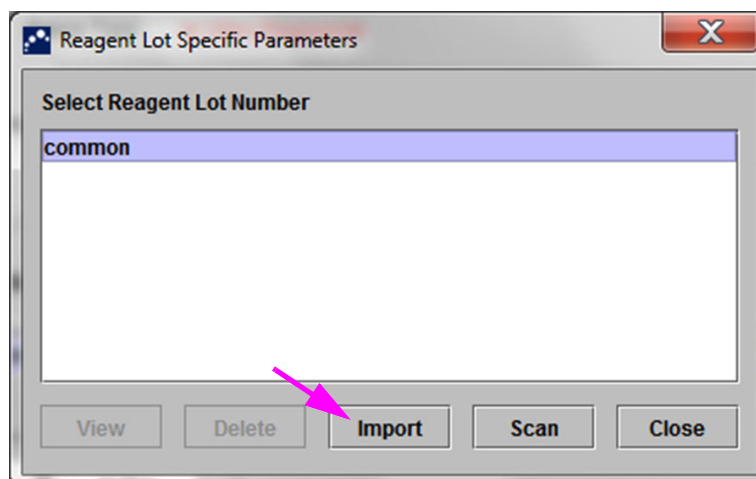 Reagent Lot Specific Parameters
Select Reagent Lot Number
common
View Delete Import Scan Close